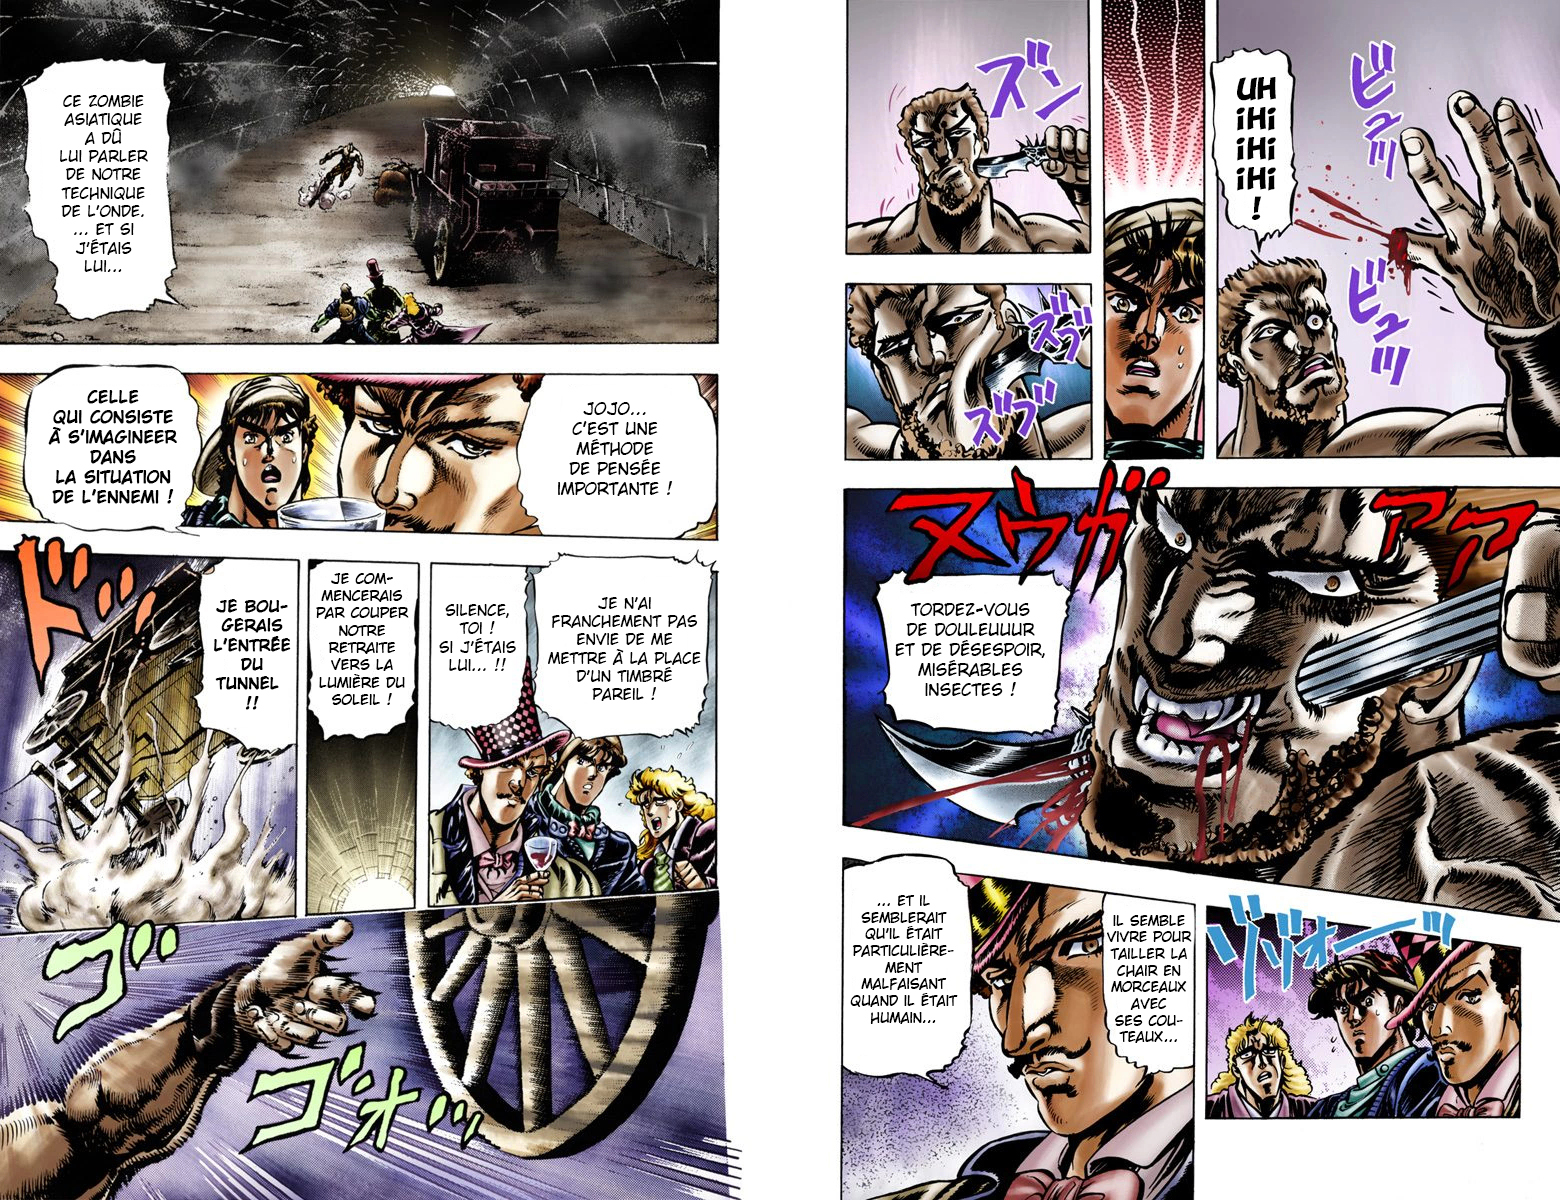 ビュッ
UH
iHi
iHi
iHi
!
ビュッ
ズン
ズブ
ズブ
ヌウガ
アア
TORDEZ-VOUS
DE DOULEUUUR
ET DE DÉSESPOIR,
MISÉRABLES
INSECTES !
ゾゾォーッ
IL SEMBLE
VIVRE POUR
TAILLER LA
CHAIR EN
MORCEAUX
AVEC
SES COU-
TEAUX...
... ET IL
SEMBLERAIT
QU'IL ÉTAIT
PARTICULIÈRE-
MENT
MALFAISANT
QUAND IL ÉTAIT
HUMAIN...
CE ZOMBIE
ASIATIQUE
A DÛ
LUI PARLER
DE NOTRE
TECHNIQUE
DE L'ONDE.
... ET SI
J'ÉTAIS
LUI...
JOJO...
C'EST UNE
MÉTHODE
DE PENSÉE
IMPORTANTE !
CELLE
QUI CONSISTE
À S'IMAGINEER
DANS
LA SITUATION
DE L'ENNEMI !
JE N'AI
FRANCHEMENT PAS
ENVIE DE ME
METTRE À LA PLACE
D'UN TIMBRÉ
PAREIL !
SILENCE,
TOI !
SI J'ÉTAIS
LUI... !!
JE COM-
MENCERAIS
PAR COUPER
NOTRE
RETRAITE
VERS LA
LUMIÈRE DU
SOLEIL !
JE BOU-
GERAIS
L'ENTRÉE
DU
TUNNEL
!!
ゴ
ゴォッ